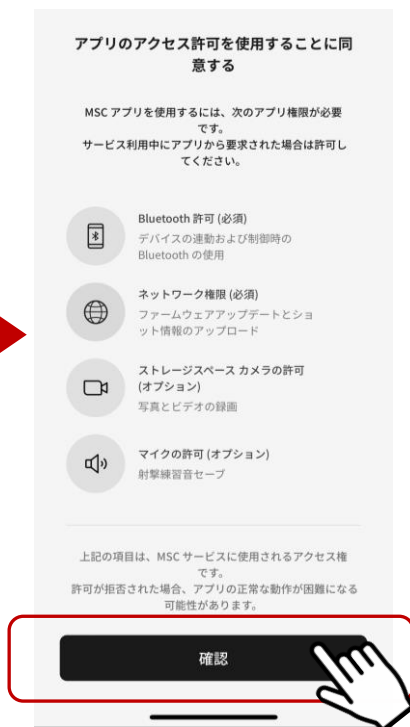 アプリのアクセス許可を使用することに同
意する
MSC アプリを使用するには、次のアプリ権限が必要
です。
サービス利用中にアプリから要求された場合は許可し
てください。
Bluetooth 許可 (必須)
デバイスの連動および制御時の
Bluetooth の使用
ネットワーク権限 (必須)
ファームウェアアップデートとショ
ット情報のアップロード
ストレージスペース カメラの許可
(オプション)
写真とビデオの録画
マイクの許可 (オプション)
射撃練習音セーブ
上記の項目は、MSC サービスに使用されるアクセス権
です。
許可が拒否された場合、アプリの正常な動作が困難になる
可能性があります。
確認